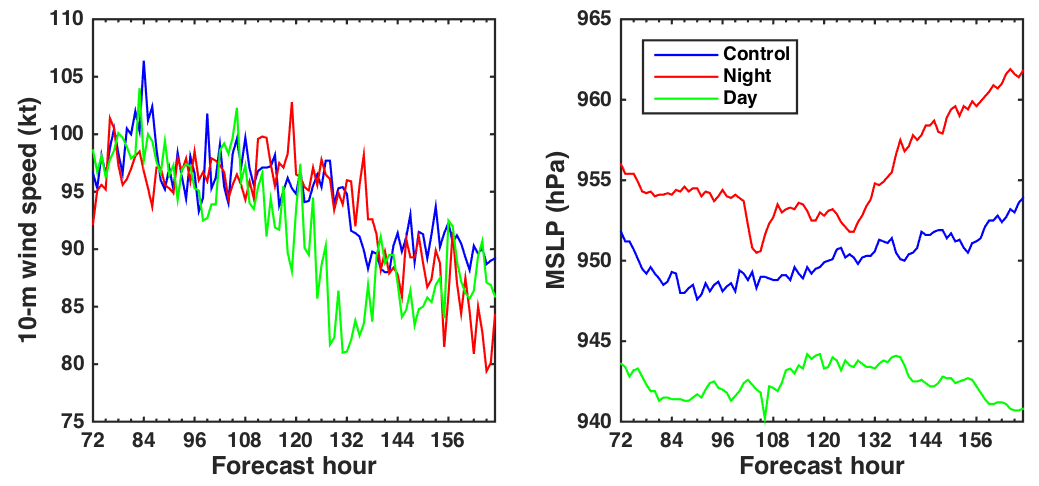 110
105
100
95
90
85
80
75
72 84 96 108 120 132 144 156
10-m wind speed (kt)
Forecast hour
965
960
955
950
945
940
72 84 96 108 120 132 144 156
MSLP (hPa)
Forecast hour
Control
Night
Day